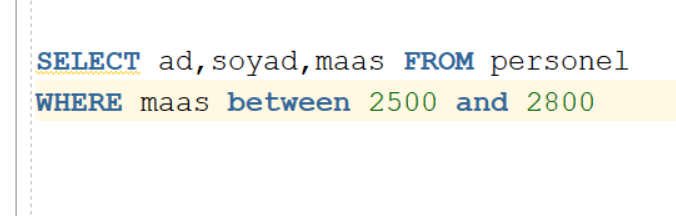 SELECT ad,soyad,maas FROM personel
WHERE maas between 2500 and 2800